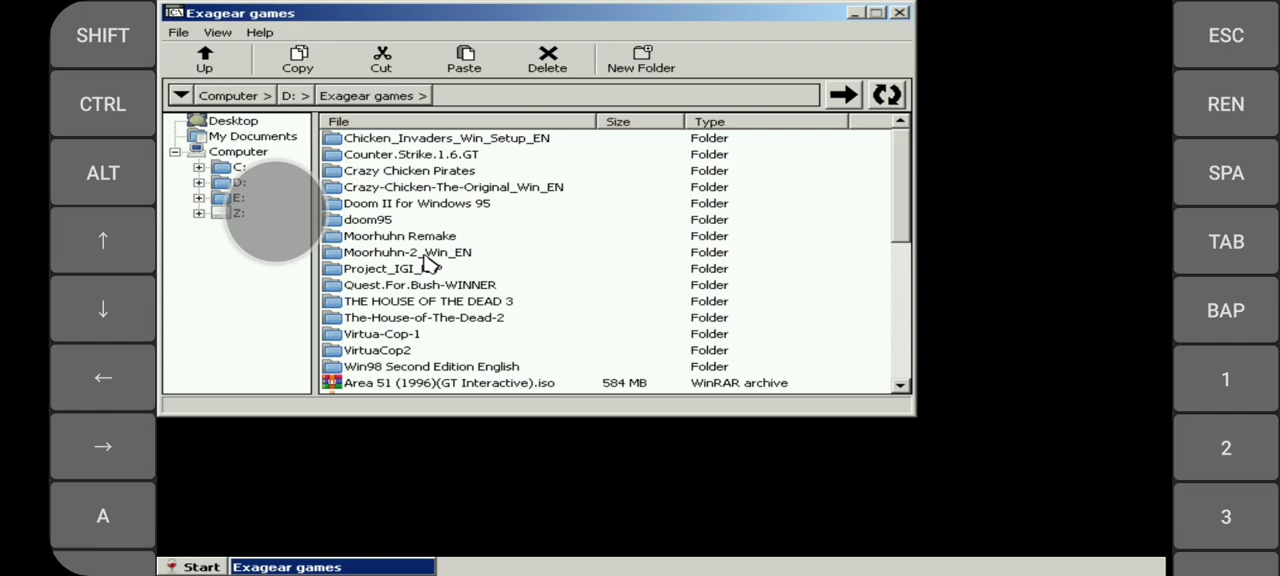 Exagear games
File View Help
Up Copy Cut Paste Delete New Folder
Computer > D: > Exagear games >
Desktop
My Documents
Computer
C:
D:
E:
Z:
File Size Type
Chicken_Invaders_Win_Setup_EN Folder
Counter.Strike.1.6.GT Folder
Crazy Chicken Pirates Folder
Crazy-Chicken-The-Original_Win_EN Folder
Doom II for Windows 95 Folder
doom95 Folder
Moorhuhn Remake Folder
Moorhuhn-2_Win_EN Folder
Project_IGI_ Folder
Quest.For.Bush-WINNER Folder
THE HOUSE OF THE DEAD 3 Folder
The-House-of-The-Dead-2 Folder
Virtua-Cop-1 Folder
VirtuaCop2 Folder
Win98 Second Edition English Folder
Area 51 (1996)(GT Interactive).iso 584 MB WinRAR archive
Start Exagear games
SHIFT
CTRL
ALT
↑
↓
←
→
A
ESC
REN
SPA
TAB
BAP
1
2
3